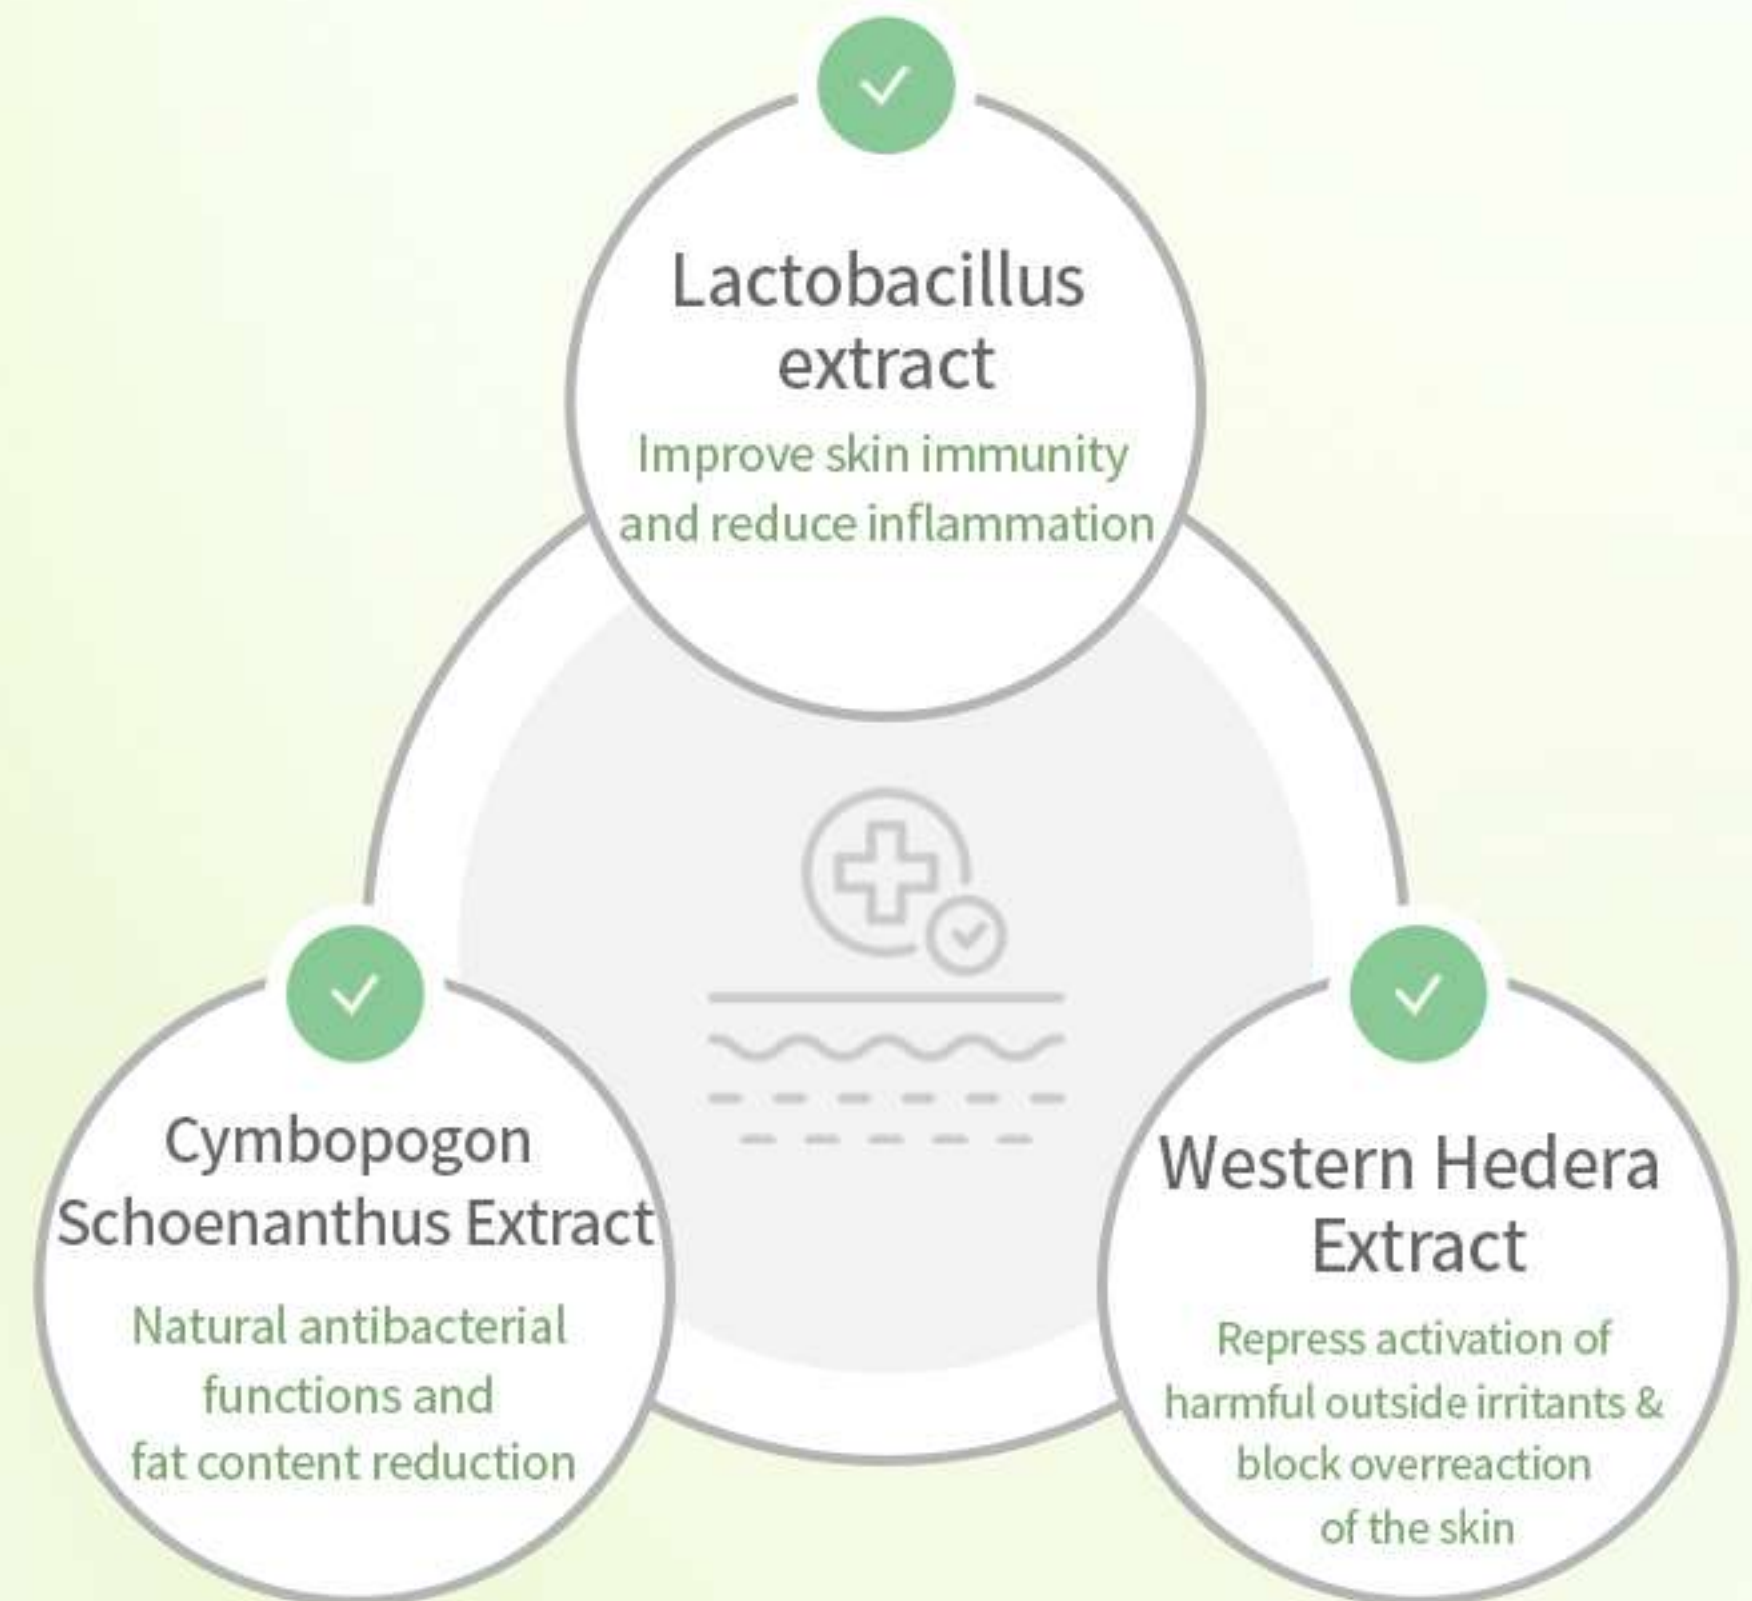 Lactobacillus
extract
Improve skin immunity
and reduce inflammation
Cymbopogon
Schoenanthus Extract
Natural antibacterial
functions and
fat content reduction
Western Hedera
Extract
Repress activation of
harmful outside irritants &
block overreaction
of the skin